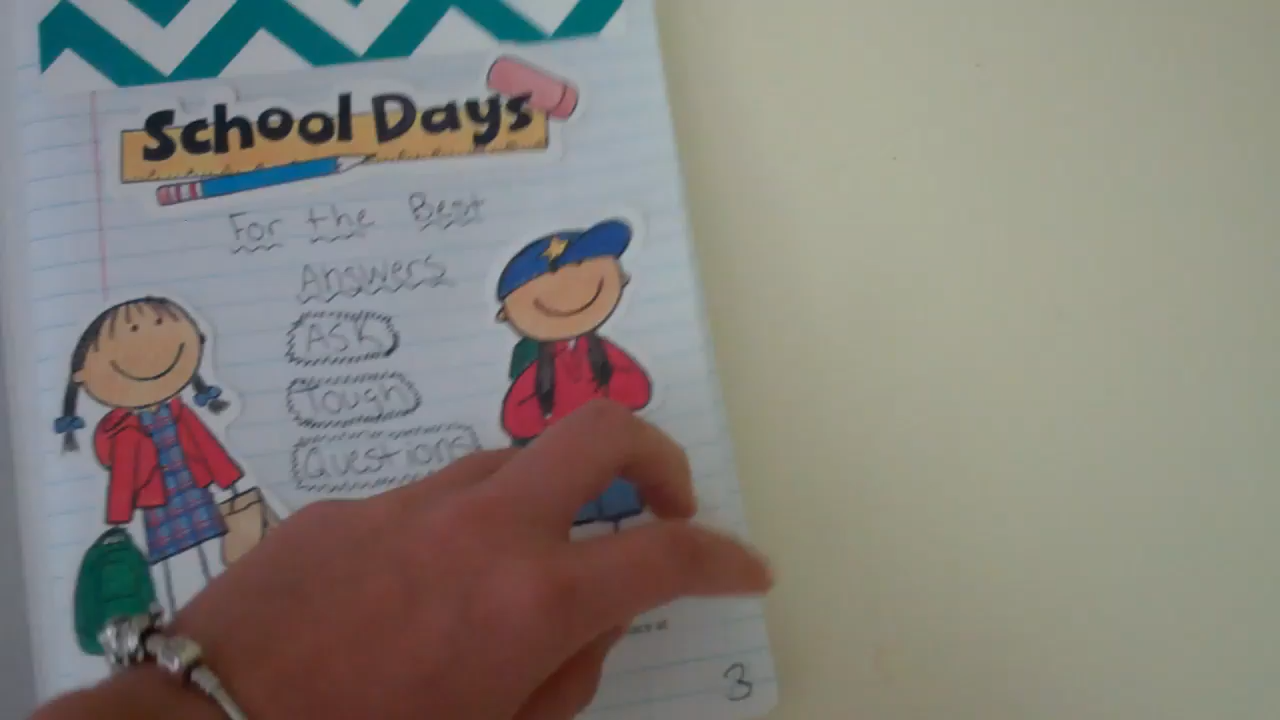 School Days
For the Best
Answers
Ask
Tough
Questions
3